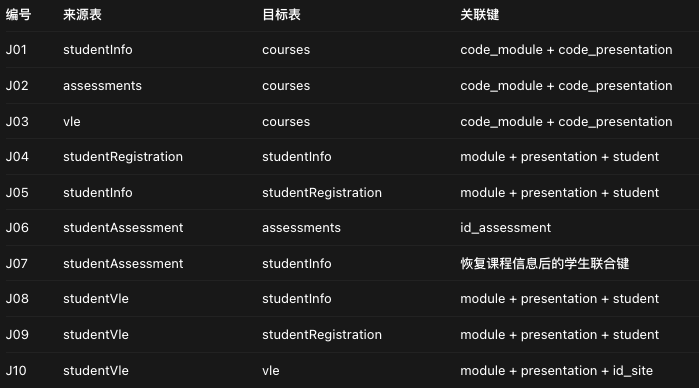 编号 来源表 目标表 关联键
J01 studentInfo courses code_module + code_presentation
J02 assessments courses code_module + code_presentation
J03 vle courses code_module + code_presentation
J04 studentRegistration studentInfo module + presentation + student
J05 studentInfo studentRegistration module + presentation + student
J06 studentAssessment assessments id_assessment
J07 studentAssessment studentInfo 恢复课程信息后的学生联合键
J08 studentVle studentInfo module + presentation + student
J09 studentVle studentRegistration module + presentation + student
J10 studentVle vle module + presentation + id_site